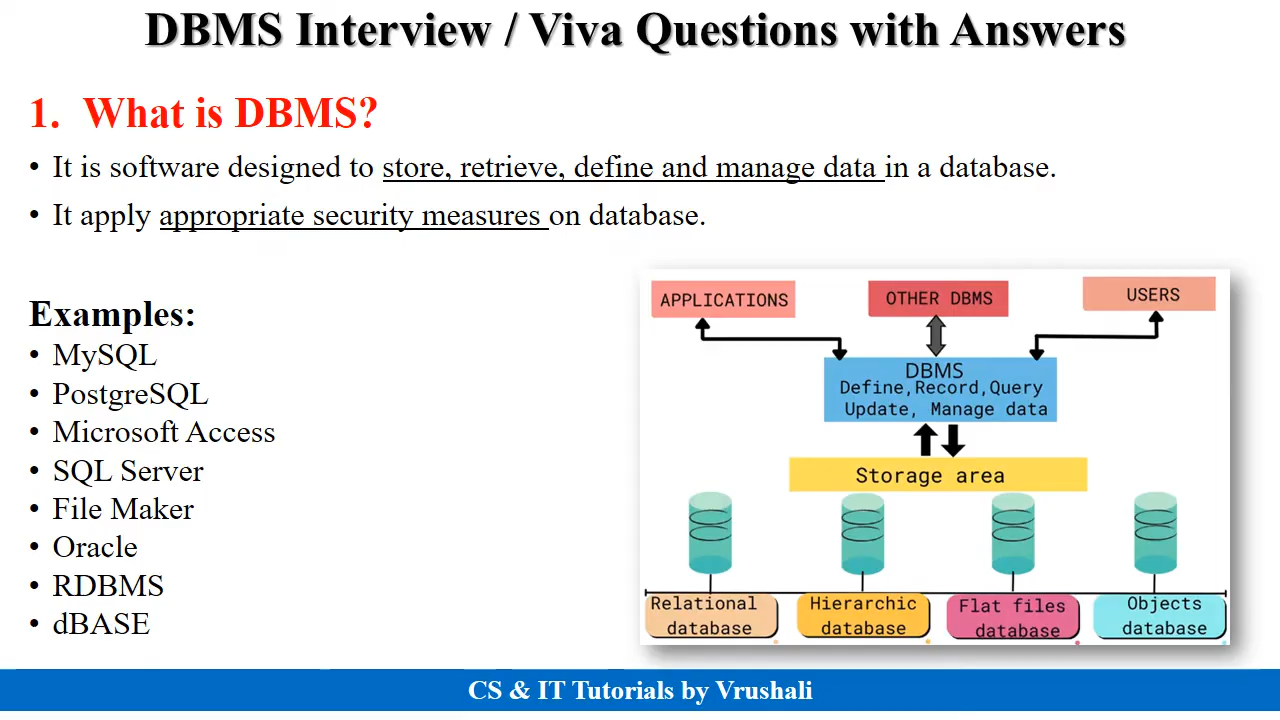 DBMS Interview / Viva Questions with Answers
1. What is DBMS?
• It is software designed to store, retrieve, define and manage data in a database.
• It apply appropriate security measures on database.
Examples:
• MySQL
• PostgreSQL
• Microsoft Access
• SQL Server
• File Maker
• Oracle
• RDBMS
• dBASE
APPLICATIONS
OTHER DBMS
USERS
DBMS
Define,Record,Query
Update, Manage data
Storage area
Relational
database
Hierarchic
database
Flat files
database
Objects
database
CS & IT Tutorials by Vrushali